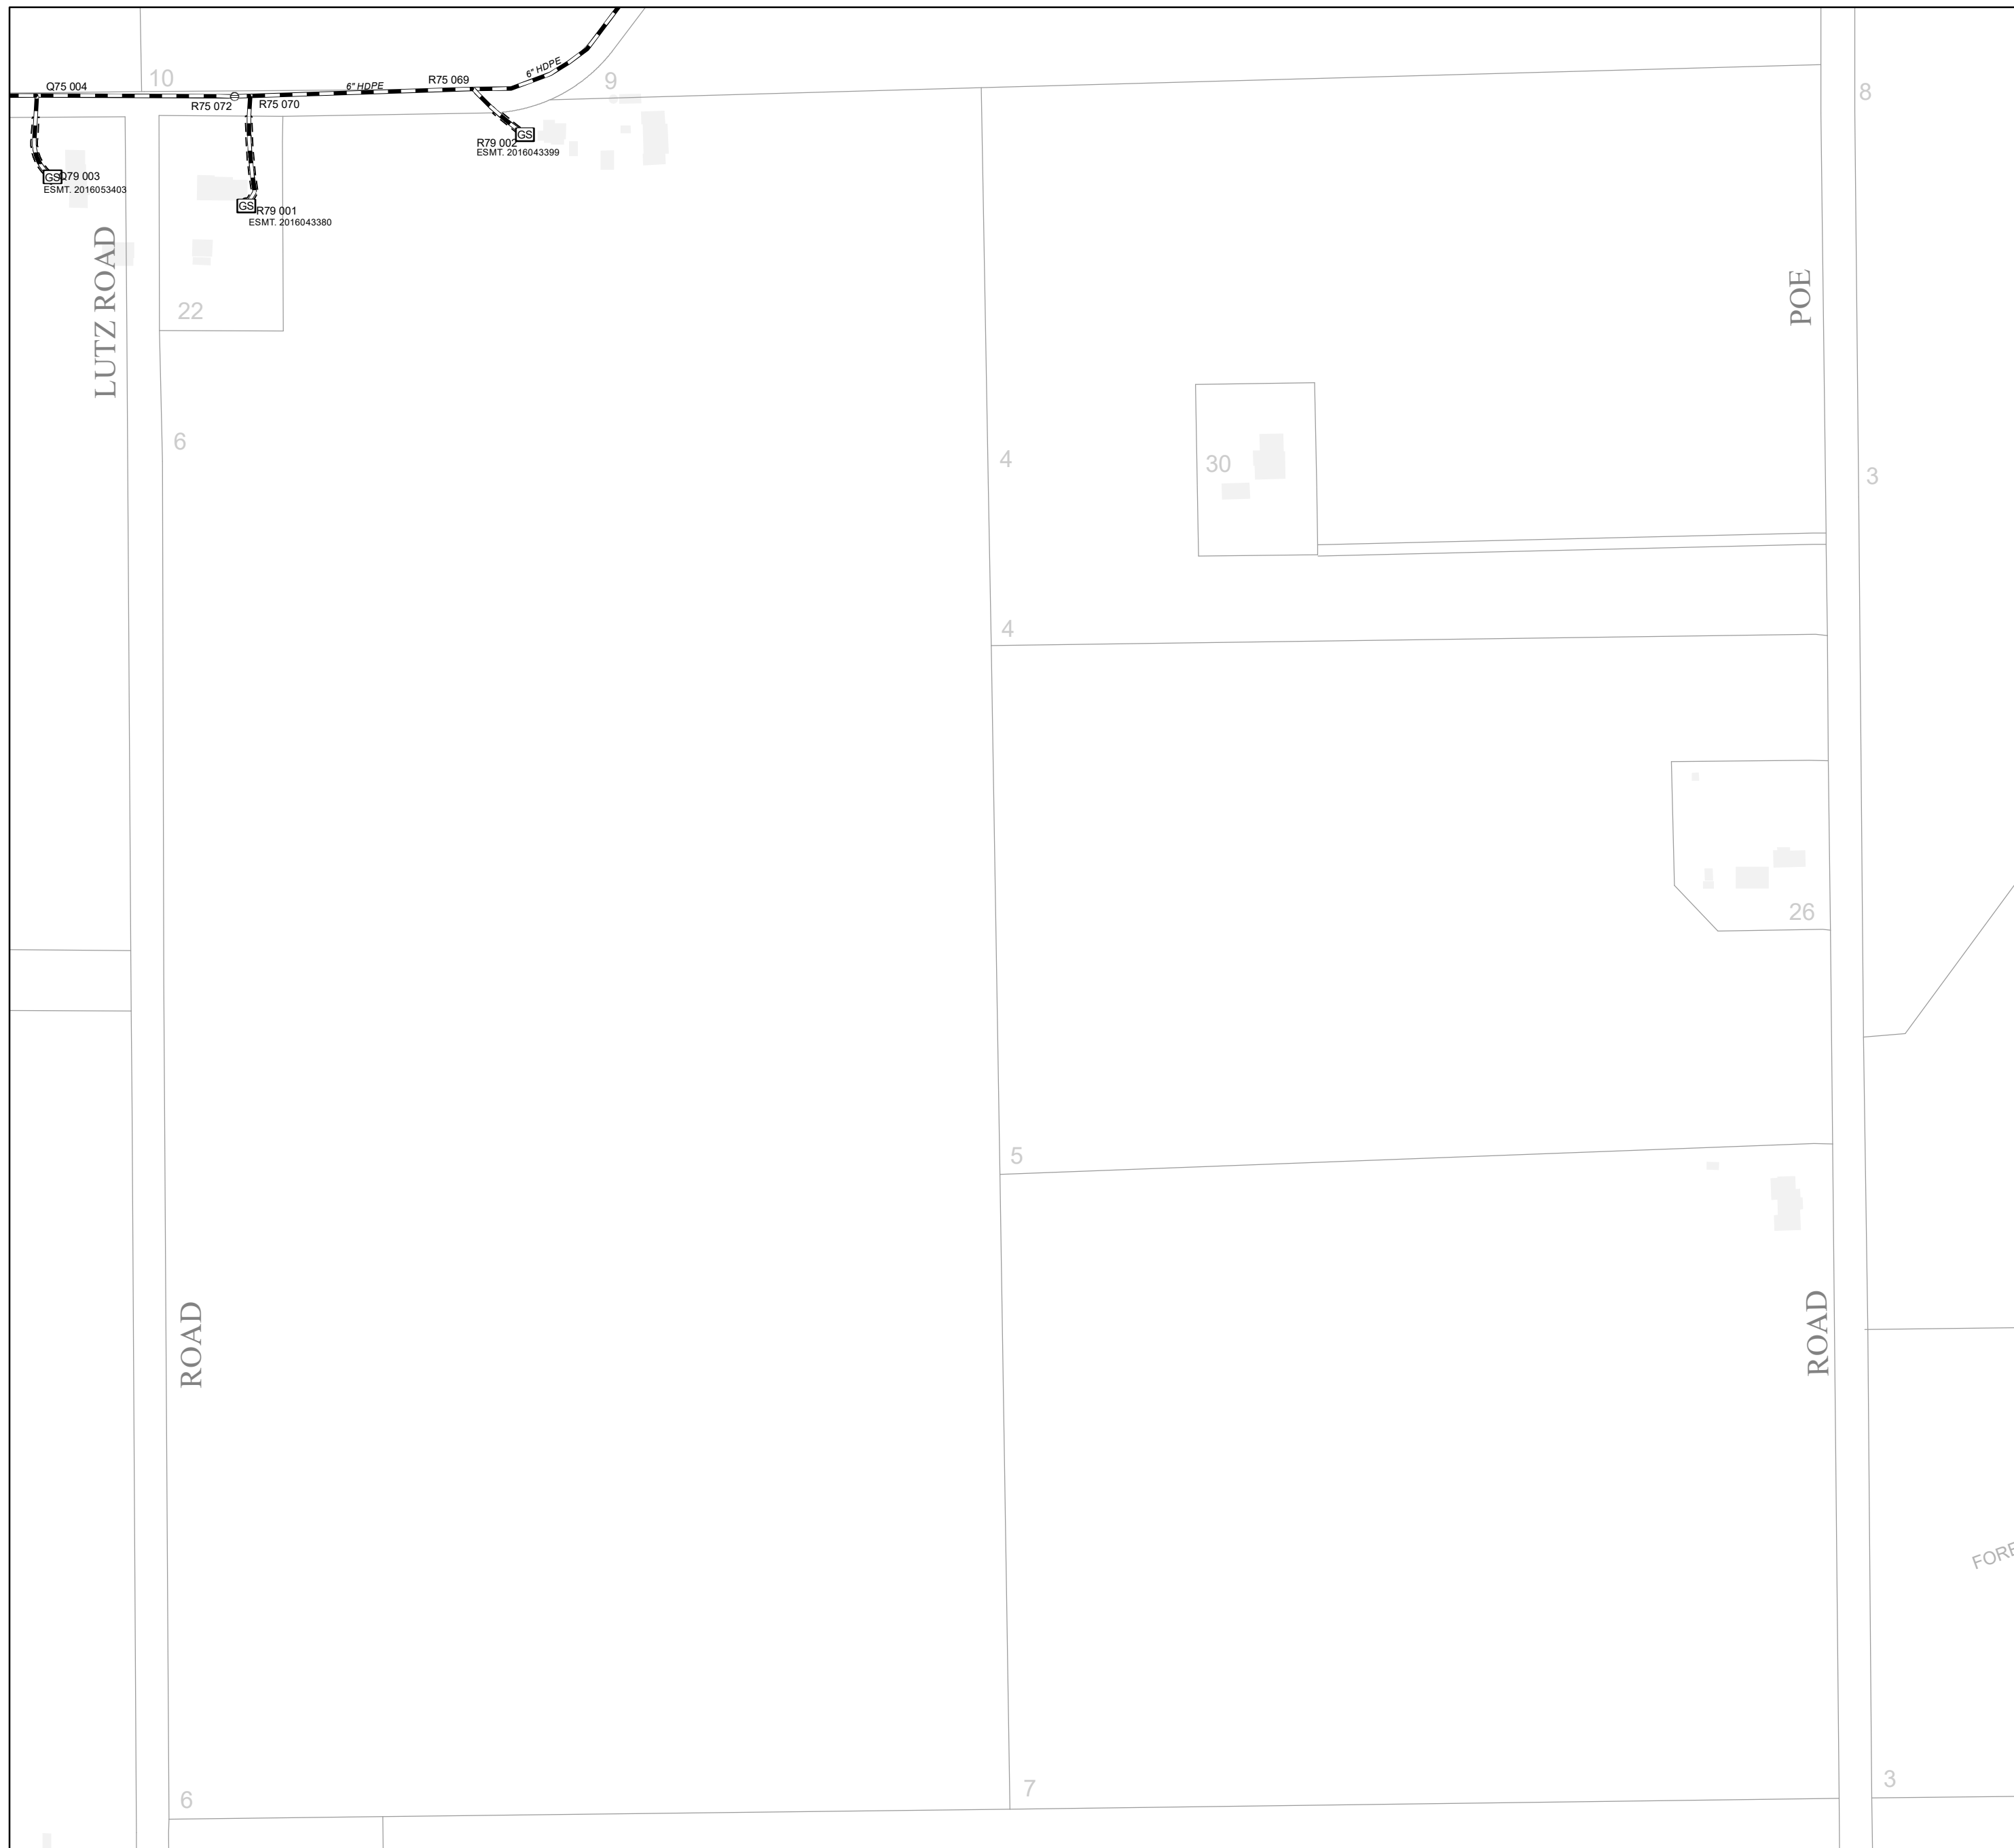 10
9
8
Q75 004
R75 072
R75 070
6" HDPE
R75 069
6" HDPE
R79 002
ESMT. 2016043399
GS
GS
Q79 003
ESMT. 2016053403
GS
R79 001
ESMT. 2016043380
LUTZ ROAD
22
POE
6
4
30
3
4
26
5
ROAD
ROAD
6
7
3